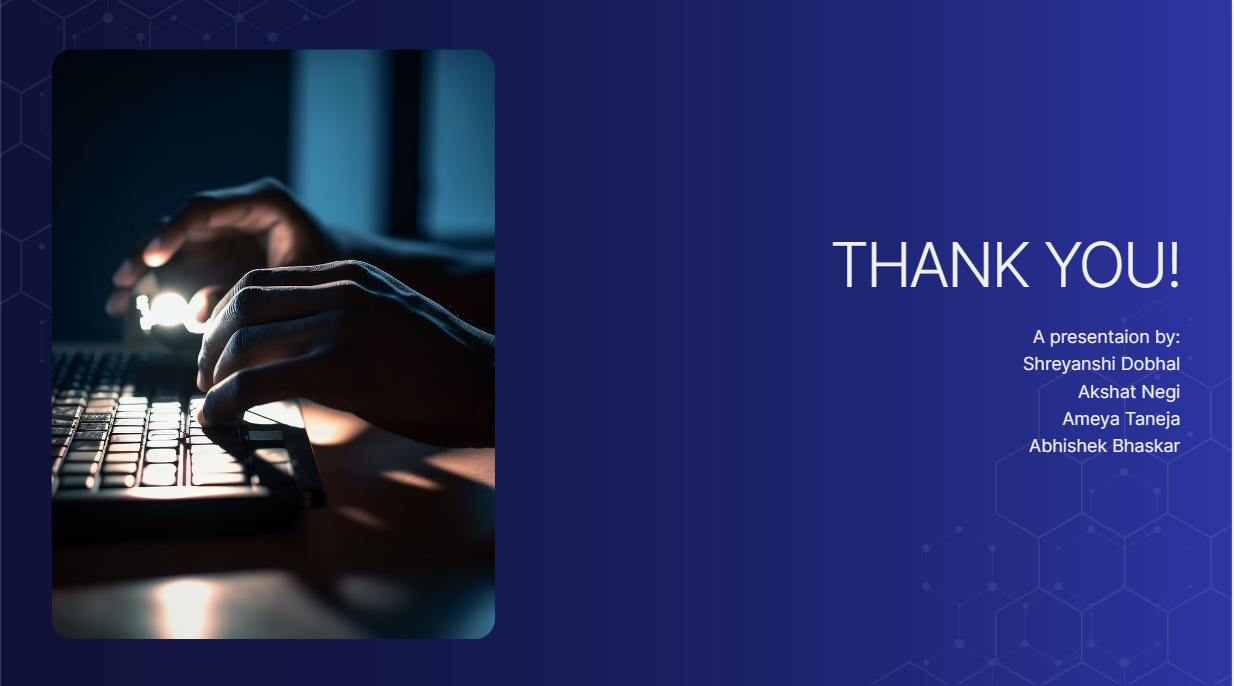 THANK YOU!
A presentaion by:
Shreyanshi Dobhal
Akshat Negi
Ameya Taneja
Abhishek Bhaskar